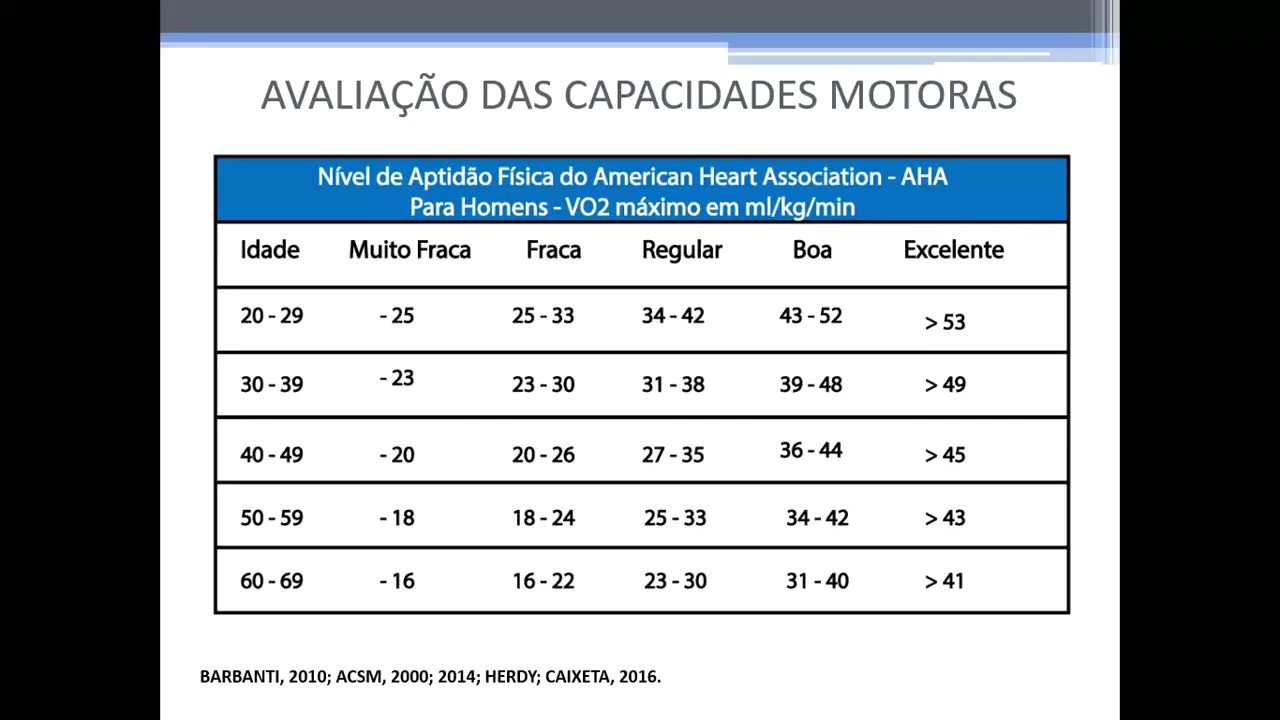 AVALIAÇÃO DAS CAPACIDADES MOTORAS
Nível de Aptidão Física do American Heart Association - AHA
Para Homens - VO2 máximo em ml/kg/min
Idade Muito Fraca Fraca Regular Boa Excelente
20 - 29 - 25 25 - 33 34 - 42 43 - 52 > 53
30 - 39 - 23 23 - 30 31 - 38 39 - 48 > 49
40 - 49 - 20 20 - 26 27 - 35 36 - 44 > 45
50 - 59 - 18 18 - 24 25 - 33 34 - 42 > 43
60 - 69 - 16 16 - 22 23 - 30 31 - 40 > 41
BARBANTI, 2010; ACSM, 2000; 2014; HERDY; CAIXETA, 2016.